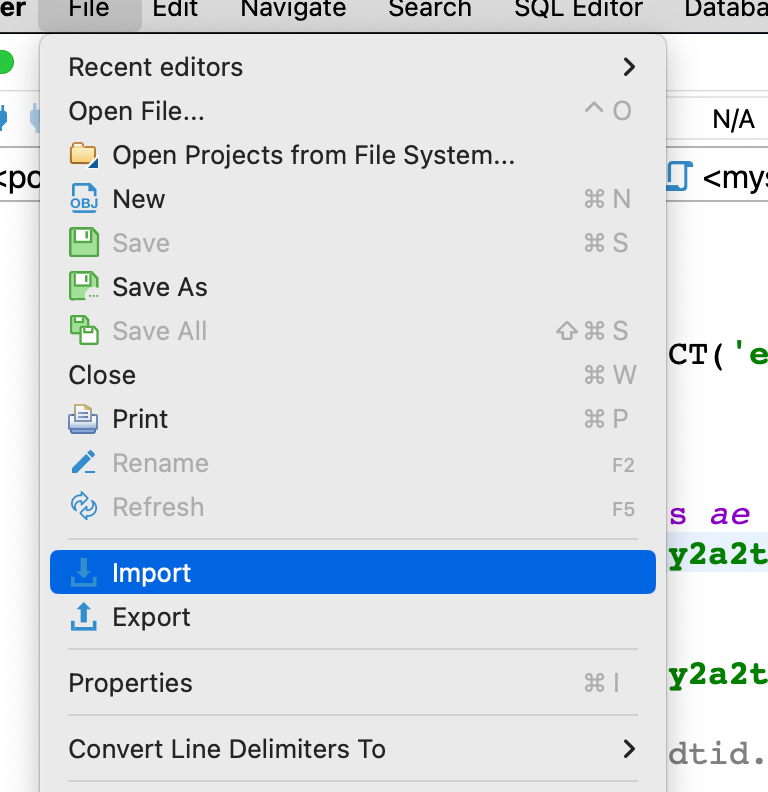 er File Edit Navigate Search SQL Editor Databa
Recent editors
Open File... ^ O
N/A
Open Projects from File System...
<po
<mys
OBJ New ⌘ N
Save ⌘ S
Save As
Save All ⇧ ⌘ S
CT('e
Close ⌘ W
Print ⌘ P
Rename F2
Refresh F5
s ae
y2a2t
Import
Export
y2a2t
Properties ⌘ I
Convert Line Delimiters To
dtid.